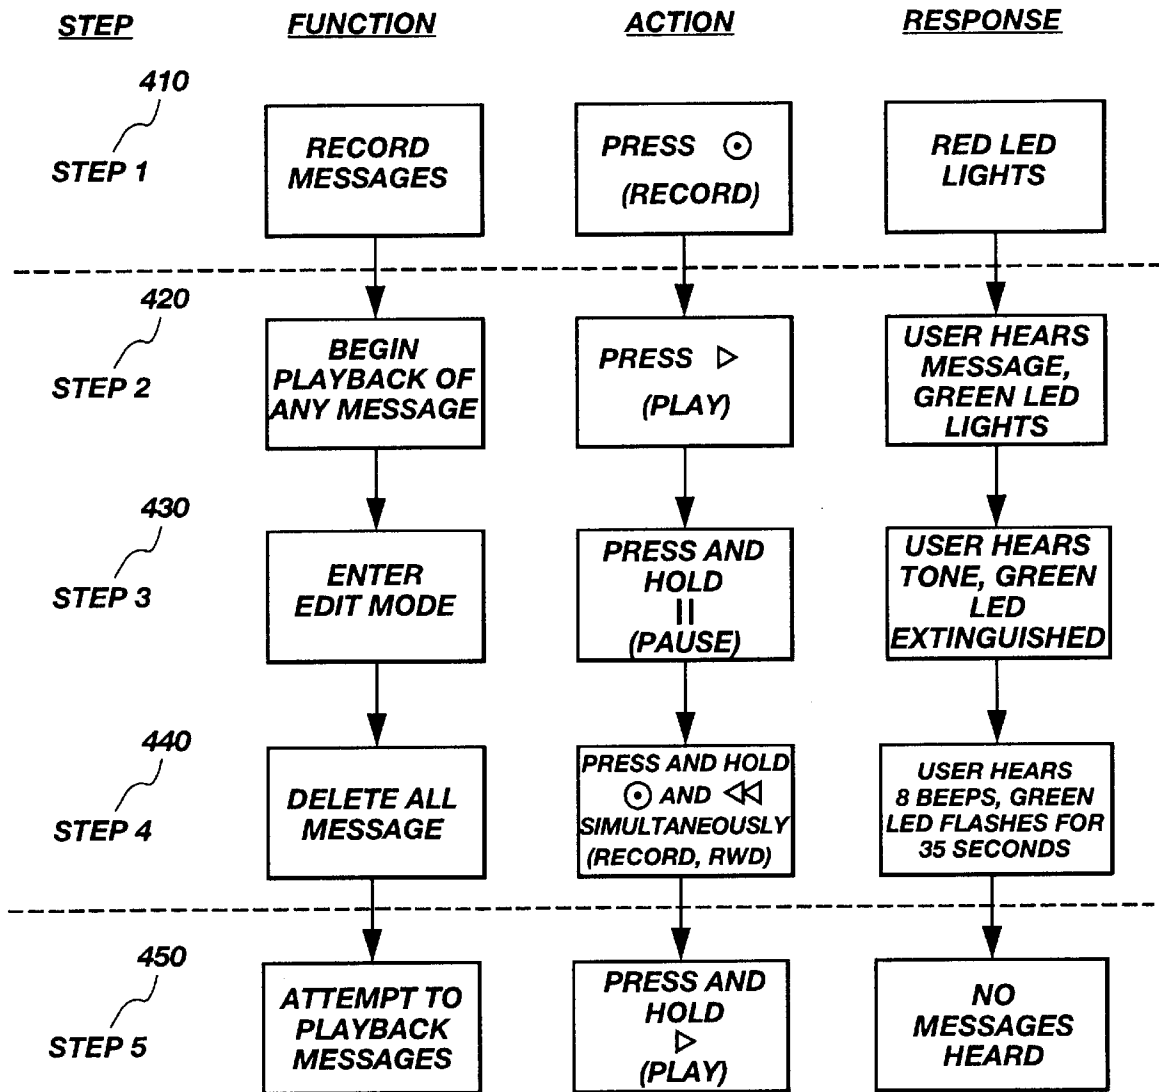 STEP FUNCTION ACTION RESPONSE
410
STEP 1
RECORD
MESSAGES
PRESS
(RECORD)
RED LED
LIGHTS
420
STEP 2
BEGIN
PLAYBACK OF
ANY MESSAGE
PRESS
(PLAY)
USER HEARS
MESSAGE,
GREEN LED
LIGHTS
430
STEP 3
ENTER
EDIT MODE
PRESS AND
HOLD
(PAUSE)
USER HEARS
TONE, GREEN
LED
EXTINGUISHED
440
STEP 4
DELETE ALL
MESSAGE
PRESS AND HOLD
AND
SIMULTANEOUSLY
(RECORD, RWD)
USER HEARS
8 BEEPS, GREEN
LED FLASHES FOR
35 SECONDS
450
STEP 5
ATTEMPT TO
PLAYBACK
MESSAGES
PRESS AND
HOLD
(PLAY)
NO
MESSAGES
HEARD